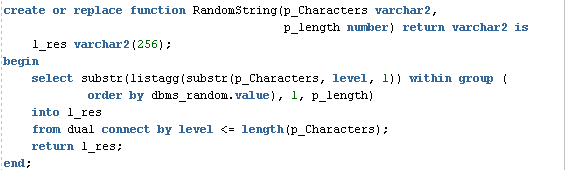 create or replace function RandomString(p_Characters varchar2,
                                        p_length number) return varchar2 is
    l_res varchar2(256);
begin
    select substr(listagg(substr(p_Characters, level, 1)) within group (
            order by dbms_random.value), 1, p_length)
    into l_res
    from dual connect by level <= length(p_Characters);
    return l_res;
end;